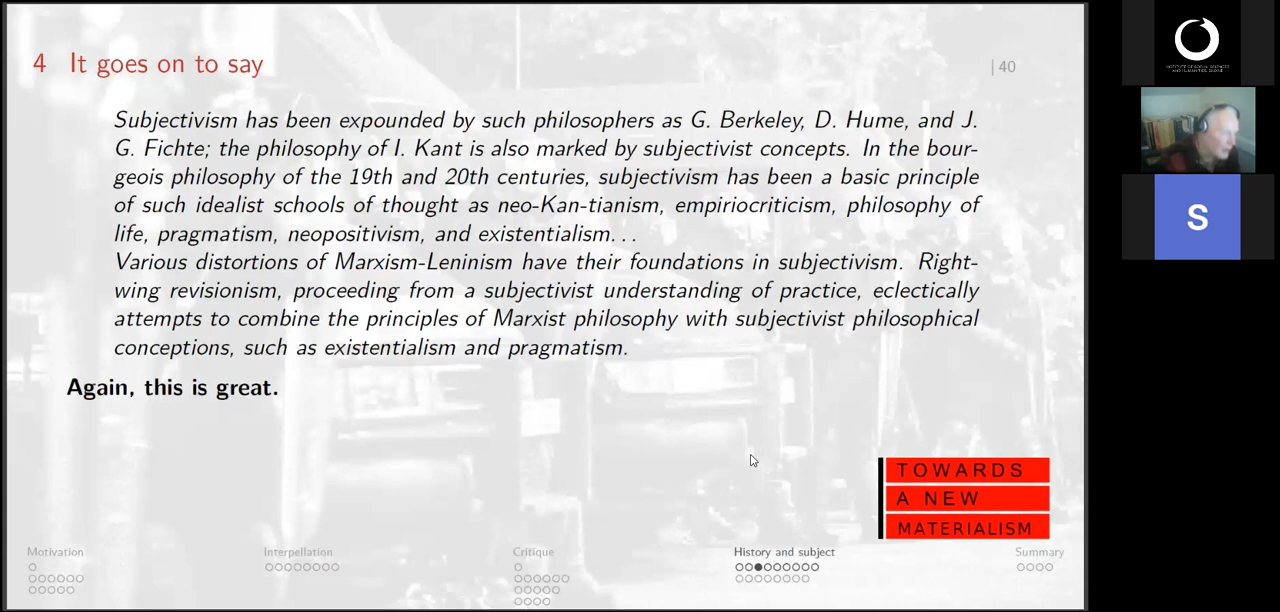 4 It goes on to say
| 40
Subjectivism has been expounded by such philosophers as G. Berkeley, D. Hume, and J.
G. Fichte; the philosophy of I. Kant is also marked by subjectivist concepts. In the bour-
geois philosophy of the 19th and 20th centuries, subjectivism has been a basic principle
of such idealist schools of thought as neo-Kan-tianism, empiriocriticism, philosophy of
life, pragmatism, neopositivism, and existentialism...
Various distortions of Marxism-Leninism have their foundations in subjectivism. Right-
wing revisionism, proceeding from a subjectivist understanding of practice, eclectically
attempts to combine the principles of Marxist philosophy with subjectivist philosophical
conceptions, such as existentialism and pragmatism.
Again, this is great.
TOWARDS
A NEW
MATERIALISM
Motivation
Interpellation
Critique
History and subject
Summary
S